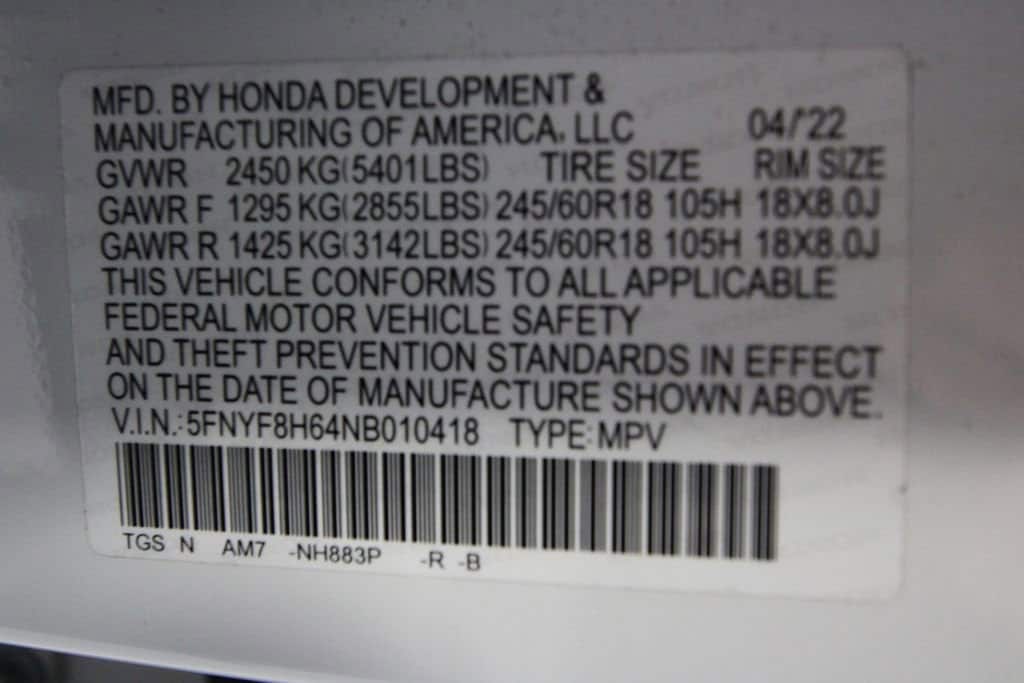 MFD. BY HONDA DEVELOPMENT &
MANUFACTURING OF AMERICA, LLC 04/'22
GVWR 2450 KG(5401LBS) TIRE SIZE RIM SIZE
GAWR F 1295 KG(2855LBS) 245/60R18 105H 18X8.0J
GAWR R 1425 KG(3142LBS) 245/60R18 105H 18X8.0J
THIS VEHICLE CONFORMS TO ALL APPLICABLE
FEDERAL MOTOR VEHICLE SAFETY
AND THEFT PREVENTION STANDARDS IN EFFECT
ON THE DATE OF MANUFACTURE SHOWN ABOVE.
V.I.N.:5FNYF8H64NB010418 TYPE:MPV
TGS N AM7 -NH883P -R -B